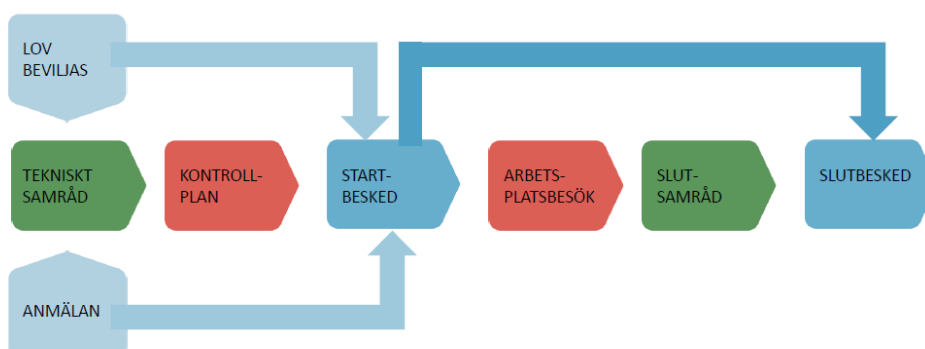 LOV
BEVILJAS
TEKNISKT
SAMRÅD
KONTROLL-
PLAN
START-
BESKED
ARBETS-
PLATSBESÖK
SLUT-
SAMRÅD
SLUTBESKED
ANMÄLAN